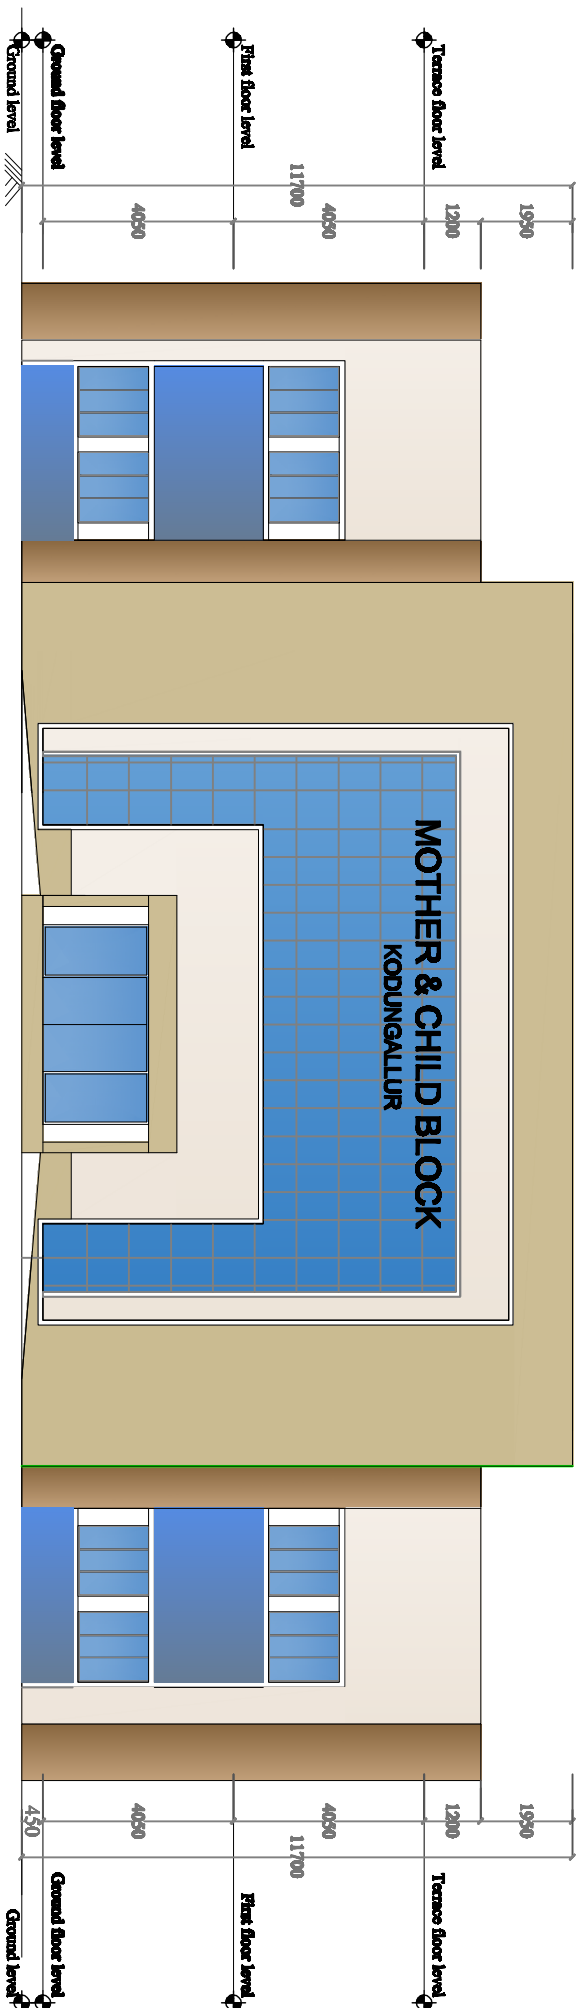 Terrace floor level
First floor level
Ground floor level
Ground level
11700
1950
1200
4050
4050
MOTHER & CHILD BLOCK
KODUNGALLUR
1950
1200
4050
4050
450
11700
Terrace floor level
First floor level
Ground floor level
Ground level